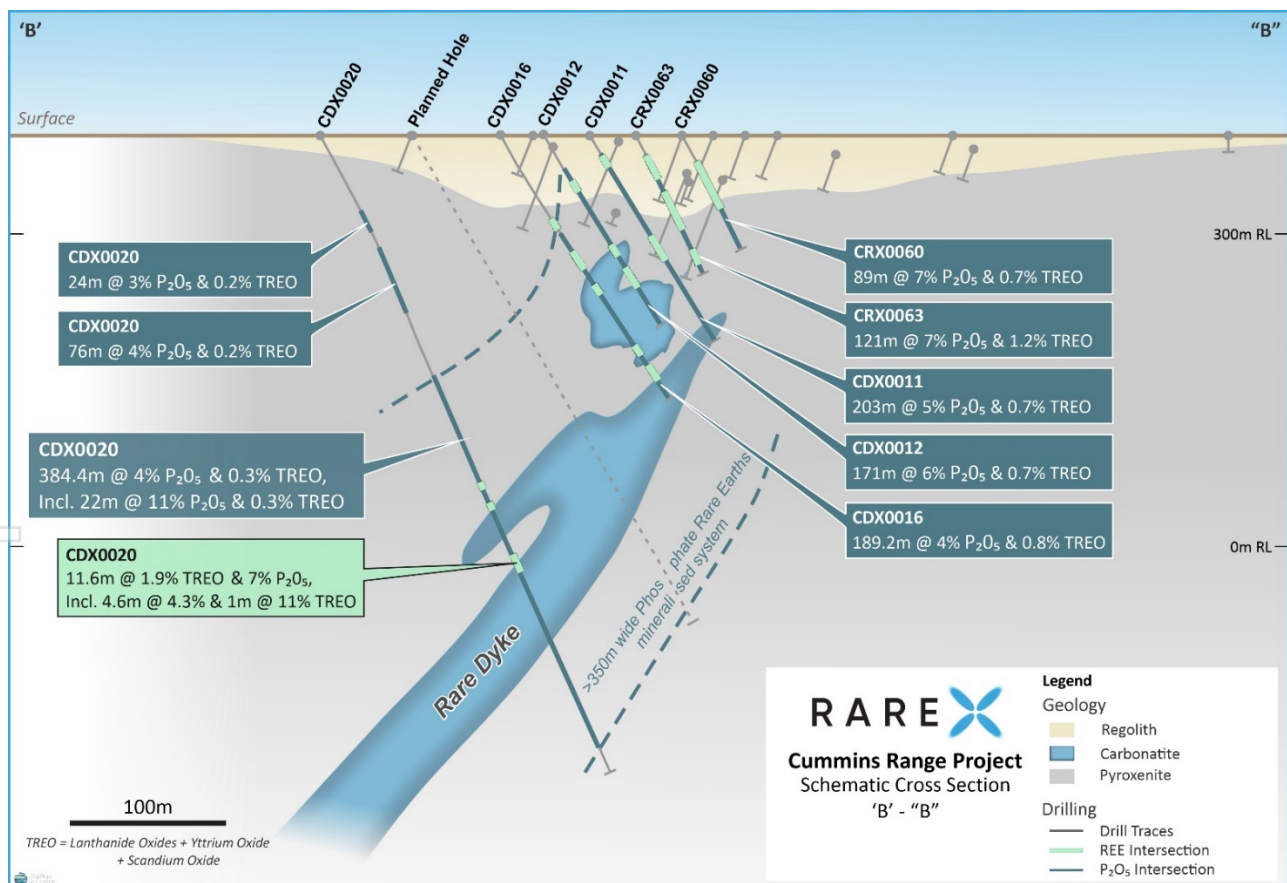 ‘B’
“B”
CDX0020
Planned Hole
CDX0016
CDX0012
CDX0011
CRX0063
CRX0060
Surface
300m RL
0m RL
CDX0020
24m @ 3% P₂O₅ & 0.2% TREO
CDX0020
76m @ 4% P₂O₅ & 0.2% TREO
CDX0020
384.4m @ 4% P₂O₅ & 0.3% TREO,
Incl. 22m @ 11% P₂O₅ & 0.3% TREO
CDX0020
11.6m @ 1.9% TREO & 7% P₂O₅,
Incl. 4.6m @ 4.3% & 1m @ 11% TREO
CRX0060
89m @ 7% P₂O₅ & 0.7% TREO
CRX0063
121m @ 7% P₂O₅ & 1.2% TREO
CDX0011
203m @ 5% P₂O₅ & 0.7% TREO
CDX0012
171m @ 6% P₂O₅ & 0.7% TREO
CDX0016
189.2m @ 4% P₂O₅ & 0.8% TREO
>350m wide Phos phate Rare Earths
minerali sed system
Rare Dyke
100m
TREO = Lanthanide Oxides + Yttrium Oxide
+ Scandium Oxide
RAREX
Cummins Range Project
Schematic Cross Section
‘B’ - “B”
Legend
Geology
Regolith
Carbonatite
Pyroxenite
Drilling
Drill Traces
REE Intersection
P₂O₅ Intersection